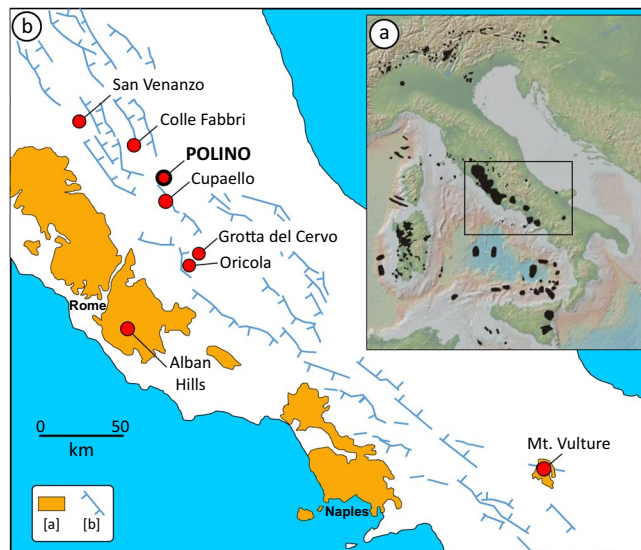 b
a
San Venanzo
Colle Fabbri
POLINO
Cupaello
Grotta del Cervo
Oricola
Rome
Alban
Hills
0 50
km
Mt. Vulture
Naples
[a] [b]